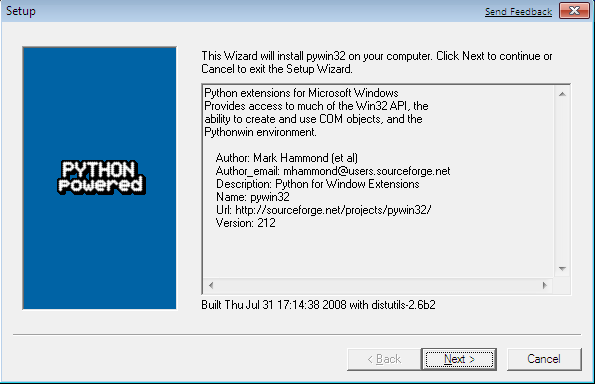 Setup
Send Feedback
This Wizard will install pywin32 on your computer. Click Next to continue or
Cancel to exit the Setup Wizard.
Python extensions for Microsoft Windows
Provides access to much of the Win32 API, the
ability to create and use COM objects, and the
Pythonwin environment.
Author: Mark Hammond (et al)
Author_email: mhammond@users.sourceforge.net
Description: Python for Window Extensions
Name: pywin32
Url: http://sourceforge.net/projects/pywin32/
Version: 212
PYTHON
powered
Built Thu Jul 31 17:14:38 2008 with distutils-2.6b2
< Back
Next >
Cancel